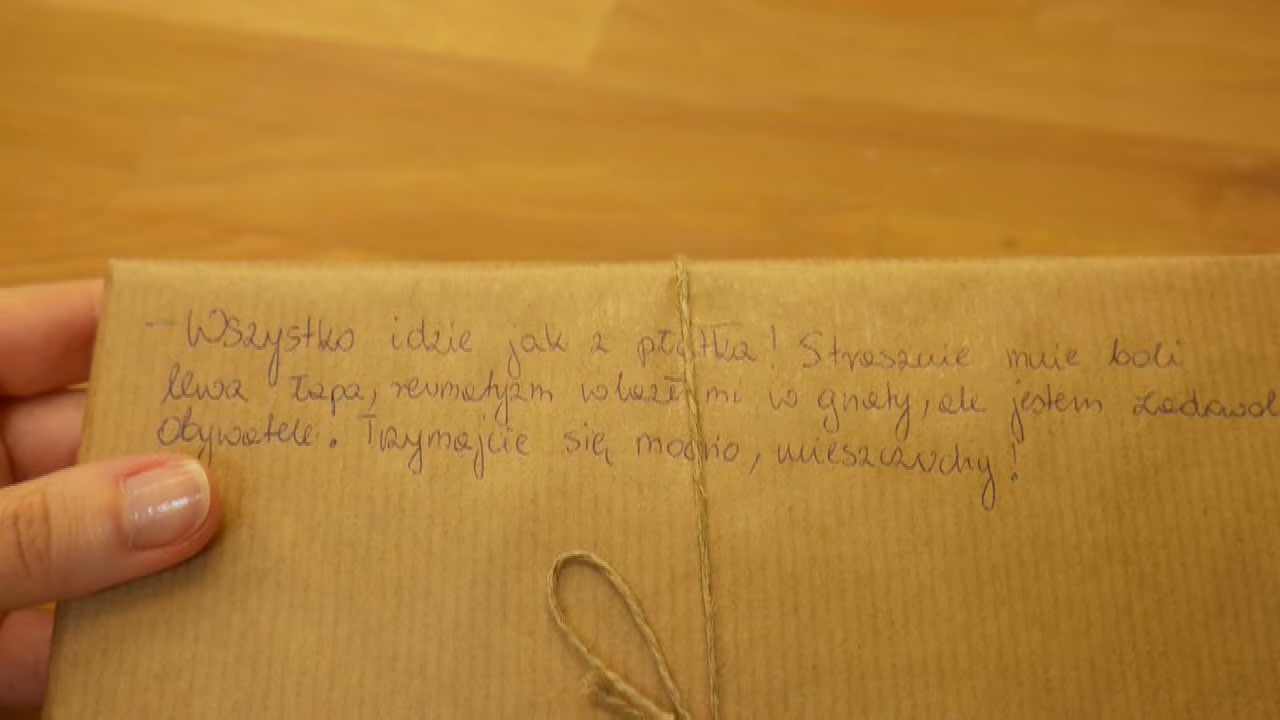 - Wszystko idzie jak z płatka! Strasznie mnie boli
lewa łapa, reumatyzm wlazł mi w gnaty, ale jestem zadowol
Obywatele. Trzymajcie się mocno, mieszczuchy!